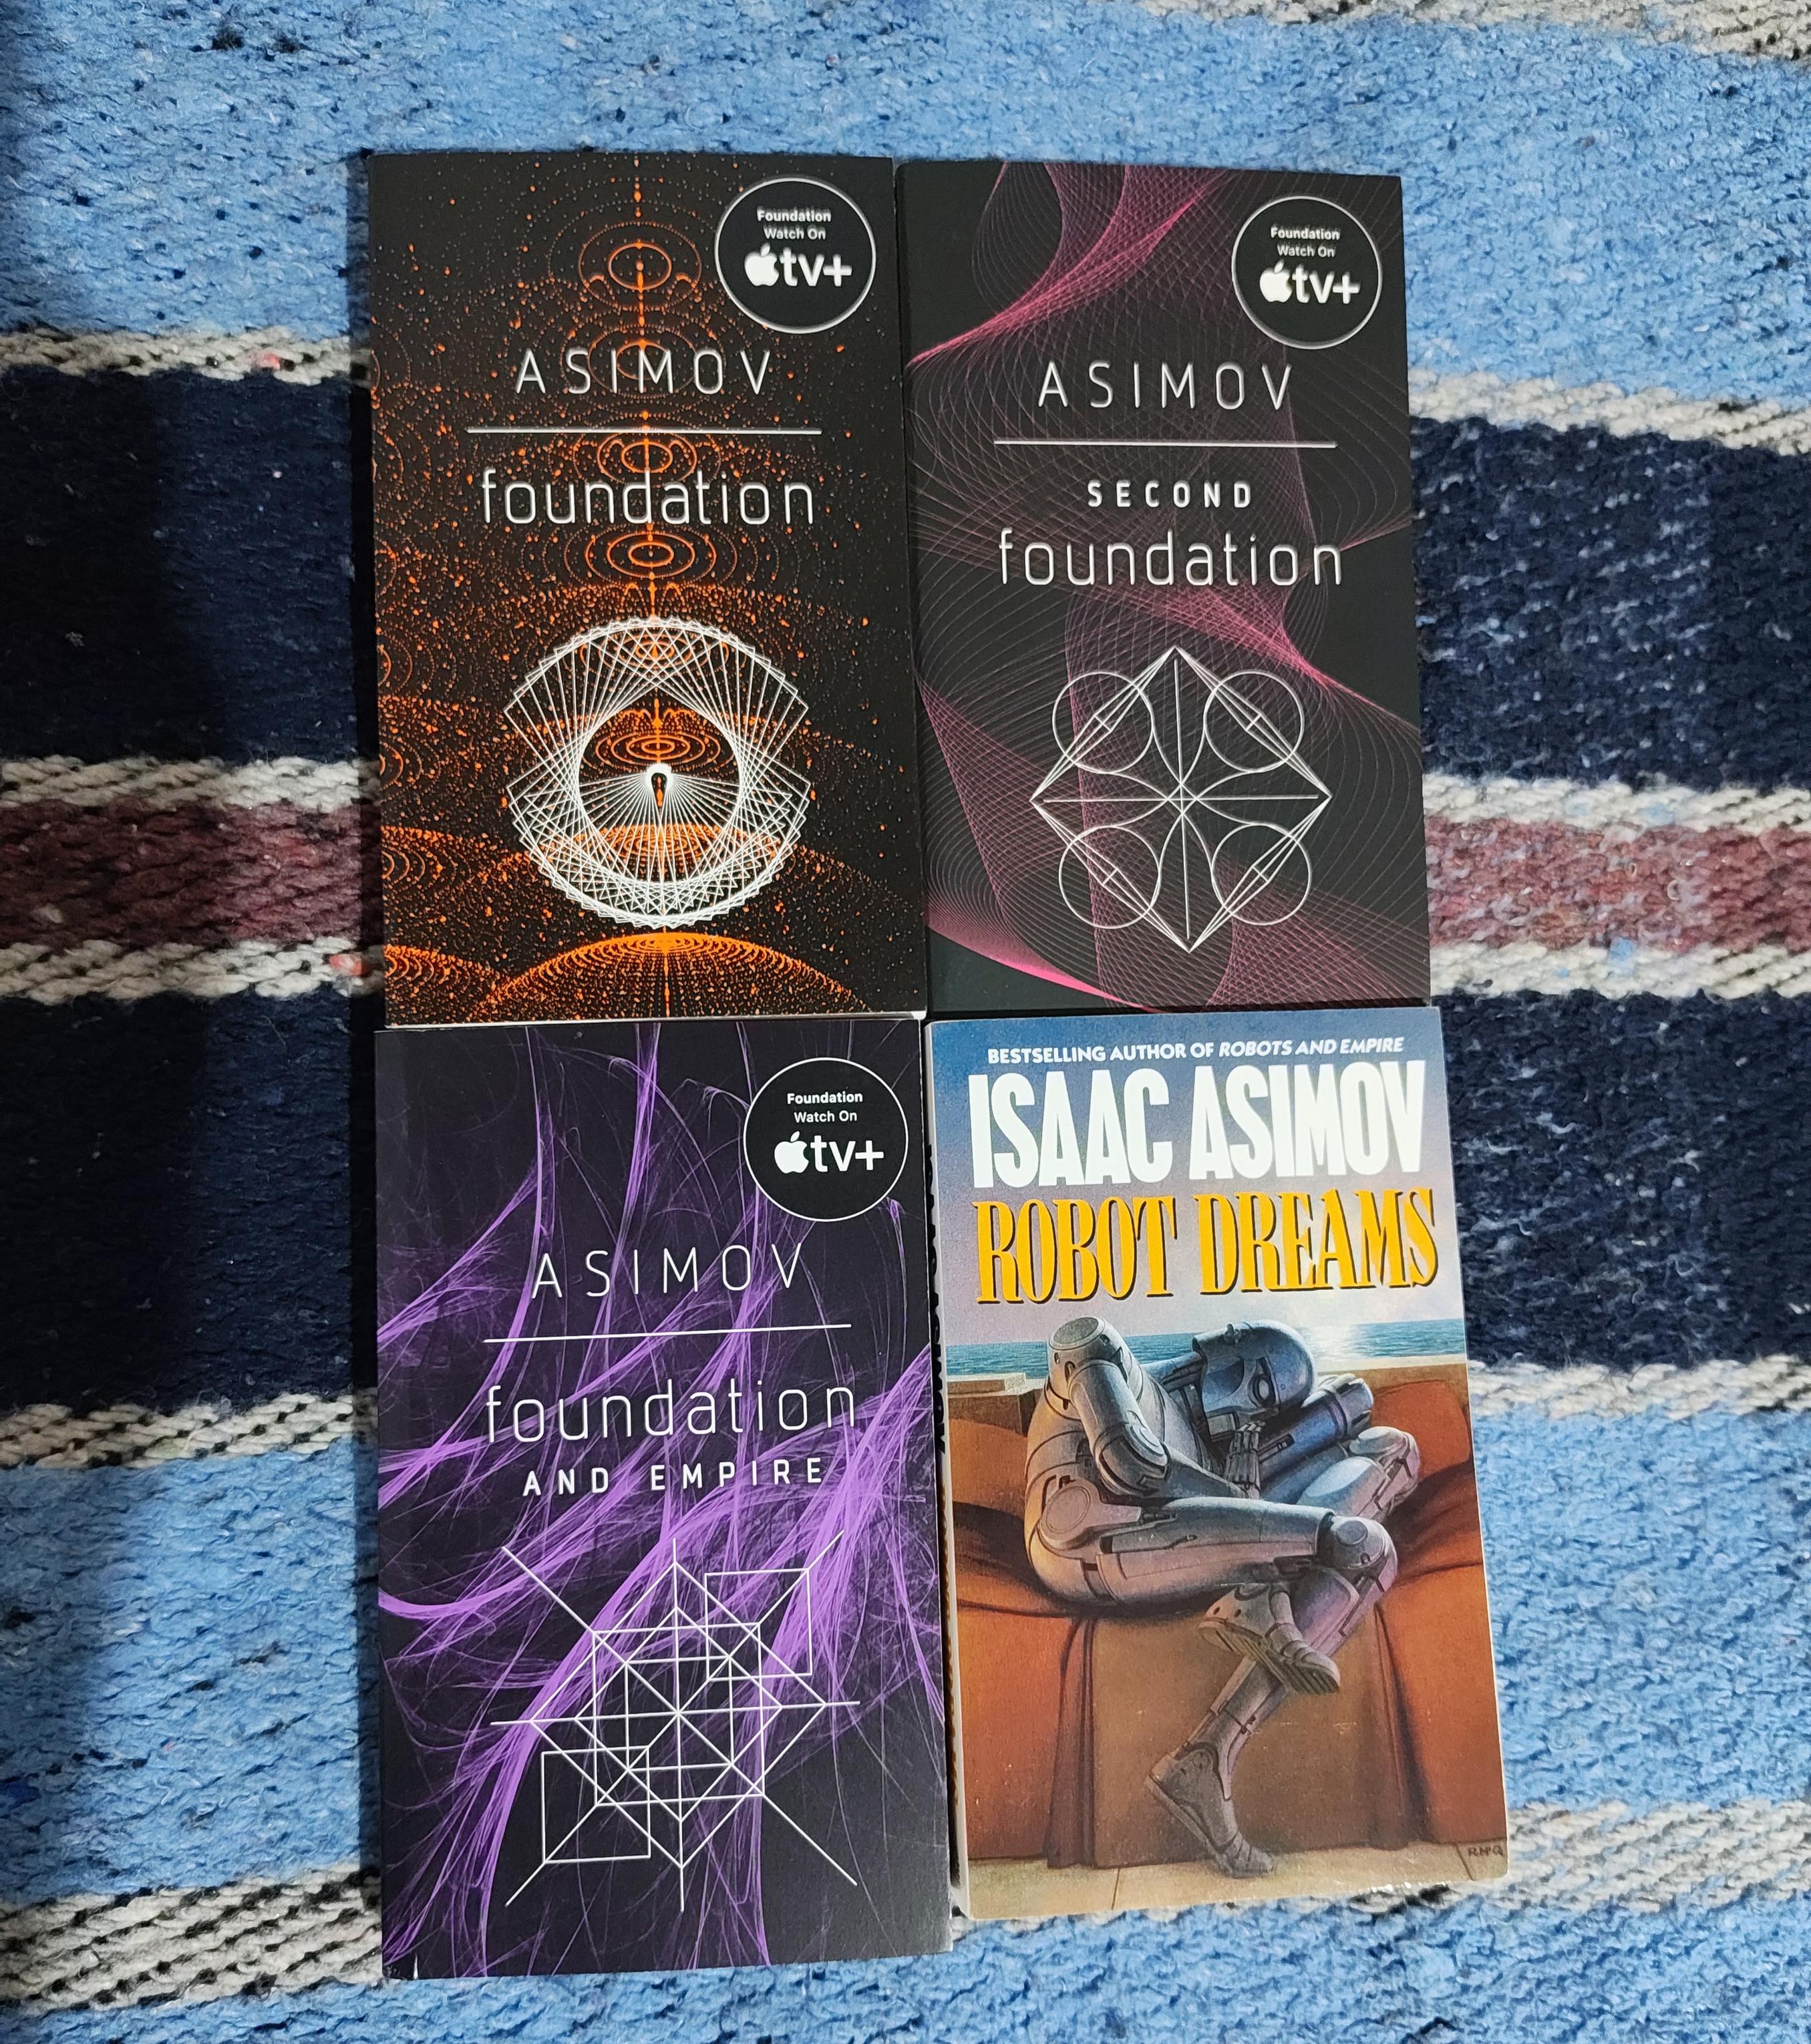 Foundation
Watch On
tv+
ASIMOV
foundation
Foundation
Watch On
tv+
ASIMOV
SECOND
foundation
Foundation
Watch On
tv+
ASIMOV
foundation
AND EMPIRE
BESTSELLING AUTHOR OF ROBOTS AND EMPIRE
ISAAC ASIMOV
ROBOT DREAMS
RMQ